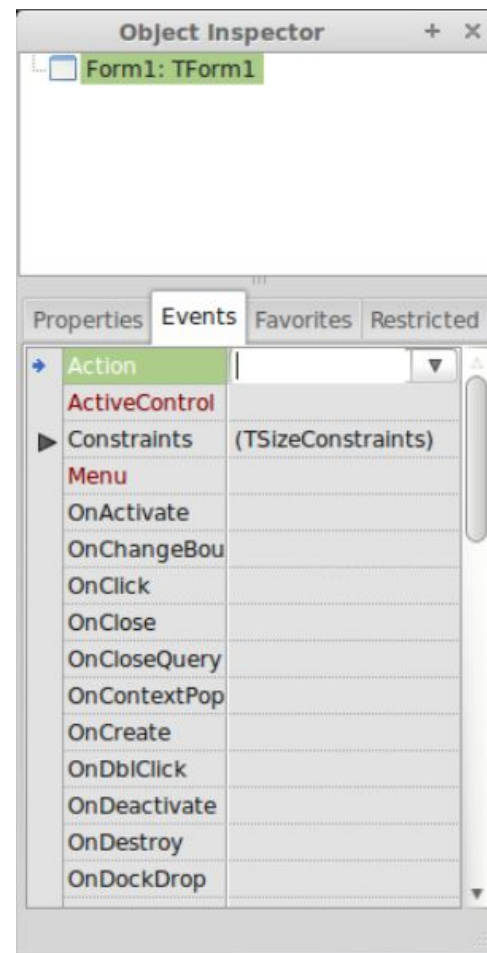 Object Inspector + ×
Form1: TForm1
Properties Events Favorites Restricted
Action
ActiveControl
Constraints (TSizeConstraints)
Menu
OnActivate
OnChangeBou
OnClick
OnClose
OnCloseQuery
OnContextPop
OnCreate
OnDblClick
OnDeactivate
OnDestroy
OnDockDrop